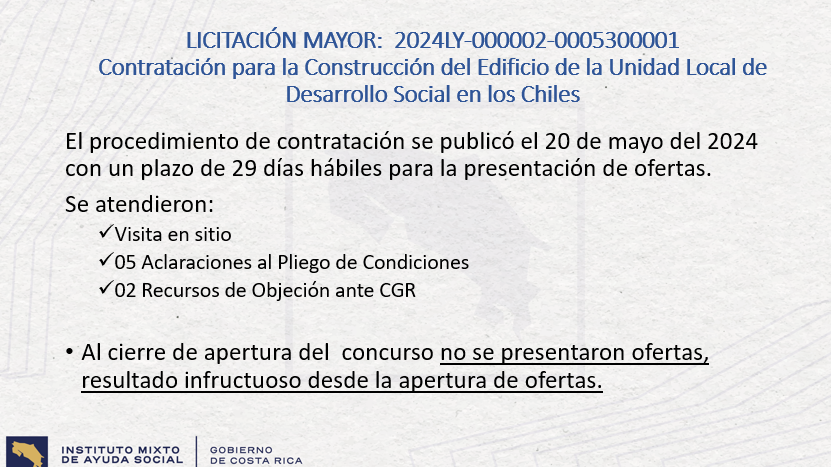 LICITACIÓN MAYOR:  2024LY-000002-0005300001
Contratación para la Construcción del Edificio de la Unidad Local de
Desarrollo Social en los Chiles
El procedimiento de contratación se publicó el 20 de mayo del 2024
con un plazo de 29 días hábiles para la presentación de ofertas.
Se atendieron:
✓Visita en sitio
✓05 Aclaraciones al Pliego de Condiciones
✓02 Recursos de Objeción ante CGR
• Al cierre de apertura del  concurso no se presentaron ofertas,
resultado infructuoso desde la apertura de ofertas.
INSTITUTO MIXTO
DE AYUDA SOCIAL
GOBIERNO
DE COSTA RICA